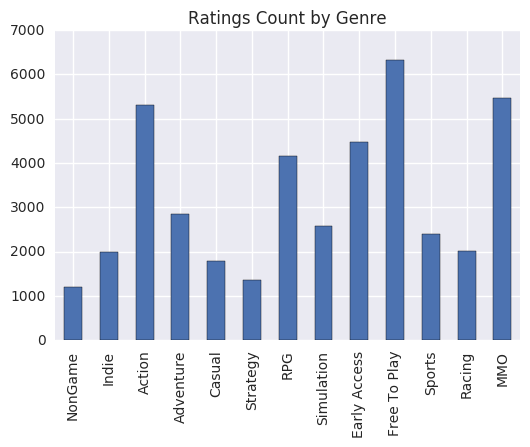 Ratings Count by Genre
7000
6000
5000
4000
3000
2000
1000
0
NonGame
Indie
Action
Adventure
Casual
Strategy
RPG
Simulation
Early Access
Free To Play
Sports
Racing
MMO